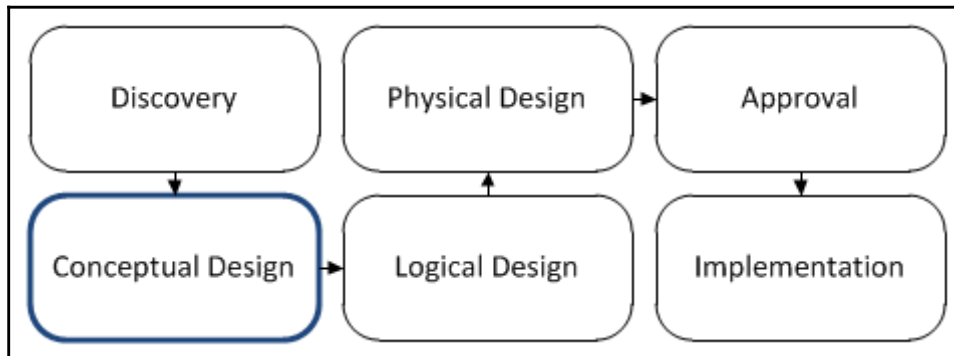 Discovery
Physical Design
Approval
Conceptual Design
Logical Design
Implementation